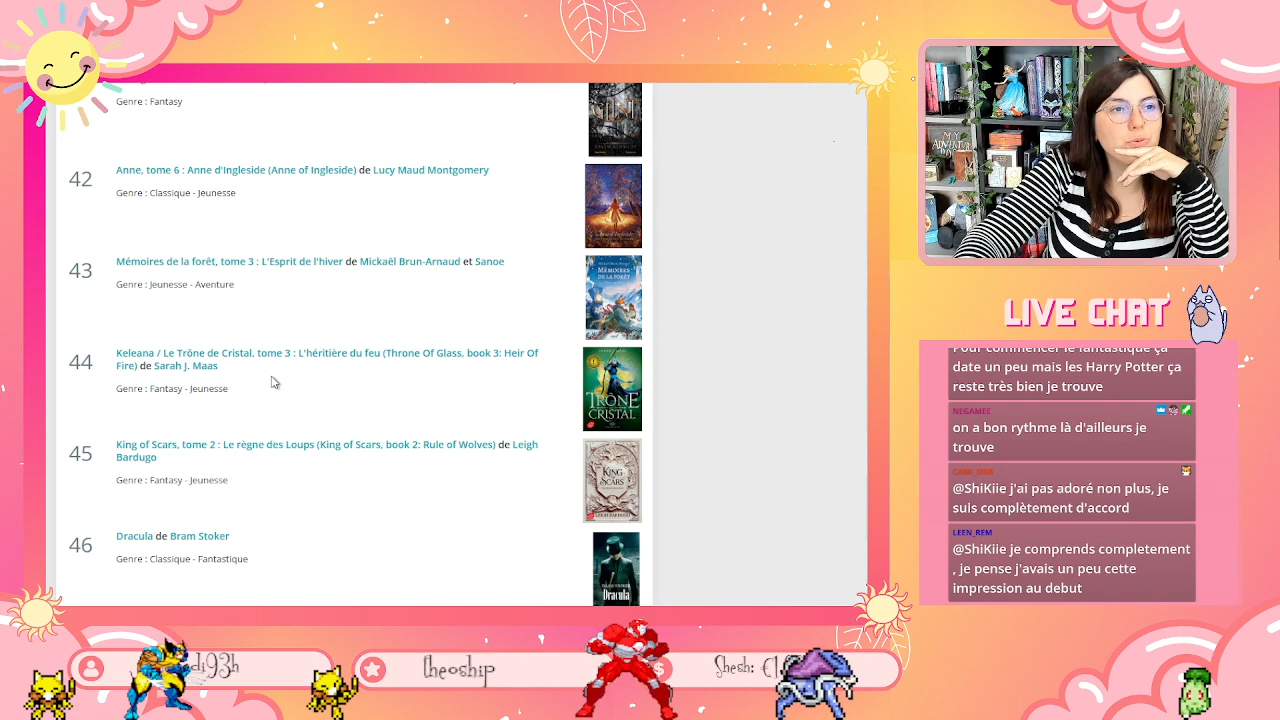 Genre : Fantasy
42
Anne, tome 6 : Anne d'Ingleside (Anne of Ingleside) de Lucy Maud Montgomery
Genre : Classique - Jeunesse
43
Mémoires de la forêt, tome 3 : L'Esprit de l'hiver de Mickaël Brun-Arnaud et Sanoe
Genre : Jeunesse - Aventure
MÉMOIRES
DE LA FORÊT
44
Keleana / Le Trône de Cristal, tome 3 : L'héritière du feu (Throne Of Glass, book 3: Heir Of
Fire) de Sarah J. Maas
Genre : Fantasy - Jeunesse
TRÔNE
CRISTAL
45
King of Scars, tome 2 : Le règne des Loups (King of Scars, book 2: Rule of Wolves) de Leigh
Bardugo
Genre : Fantasy - Jeunesse
KING
OF
SCARS
46
Dracula de Bram Stoker
Genre : Classique - Fantastique
Dracula
MY
ADVENTURE
LIVE CHAT
Pour commencer le fantastique ça
date un peu mais les Harry Potter ça
reste très bien je trouve
NEGAMEE
on a bon rythme là d'ailleurs je
trouve
@ShiKiie j'ai pas adoré non plus, je
suis complètement d'accord
LEEN_REM
@ShiKiie je comprends completement
, je pense j'avais un peu cette
impression au debut
theoship
Shesh: